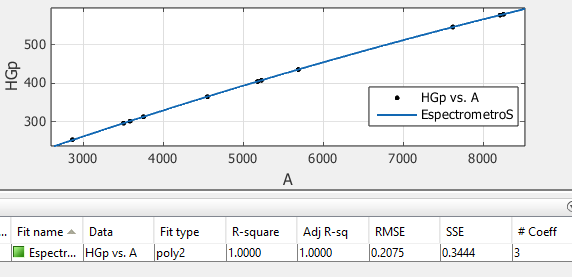 500
400
300
HGp
3000 4000 5000 6000 7000 8000
A
HGp vs. A
EspectrometroS
... Fit name Data Fit type R-square Adj R-sq RMSE SSE # Coeff
Espectr... HGp vs. A poly2 1.0000 1.0000 0.2075 0.3444 3